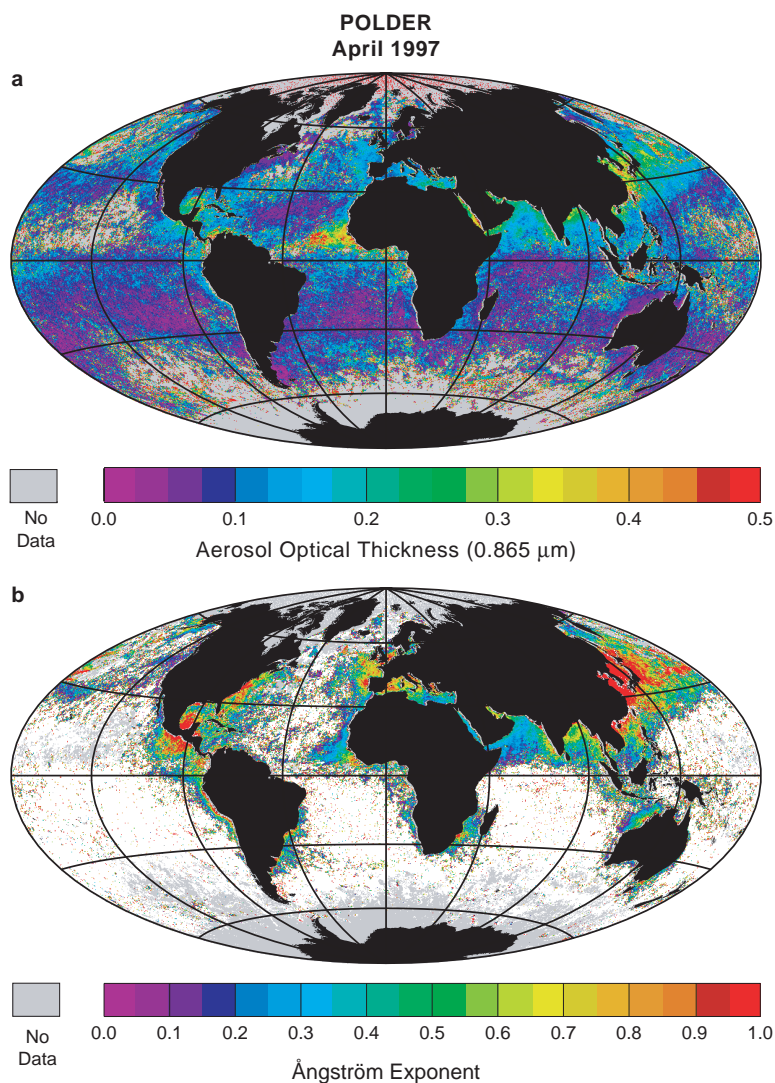 POLDER
April 1997
a
No
Data
0.0 0.1 0.2 0.3 0.4 0.5
Aerosol Optical Thickness (0.865 μm)
b
No
Data
0.0 0.1 0.2 0.3 0.4 0.5 0.6 0.7 0.8 0.9 1.0
Ångström Exponent